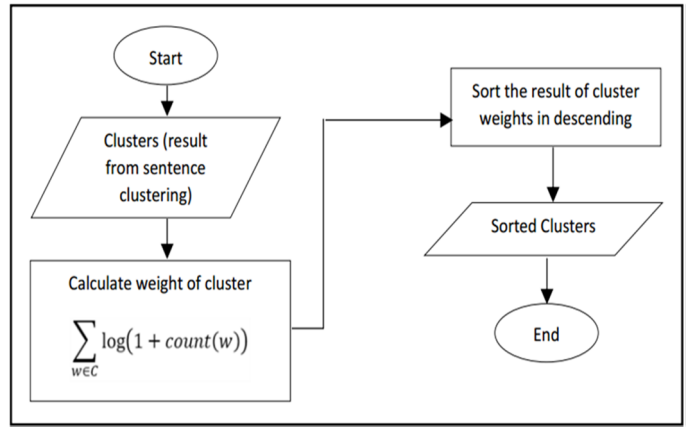 Start
Clusters (result
from sentence
clustering)
Calculate weight of cluster
∑ log(1 + count(w))
w∈C
Sort the result of cluster
weights in descending
Sorted Clusters
End